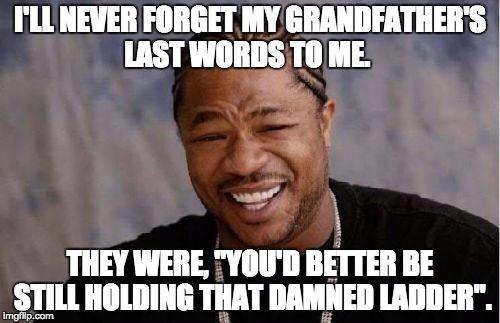 I'LL NEVER FORGET MY GRANDFATHER'S
LAST WORDS TO ME.
THEY WERE, "YOU'D BETTER BE
STILL HOLDING THAT DAMNED LADDER".
imgflip.com